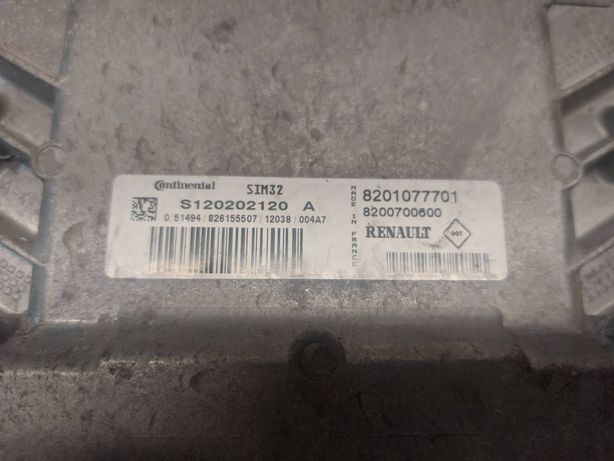 Continental SIM32
S120202120 A
D: 51494 / 826155507 / 12038 / 004A7
MADE IN FRANCE
8201077701
8200700600
RENAULT